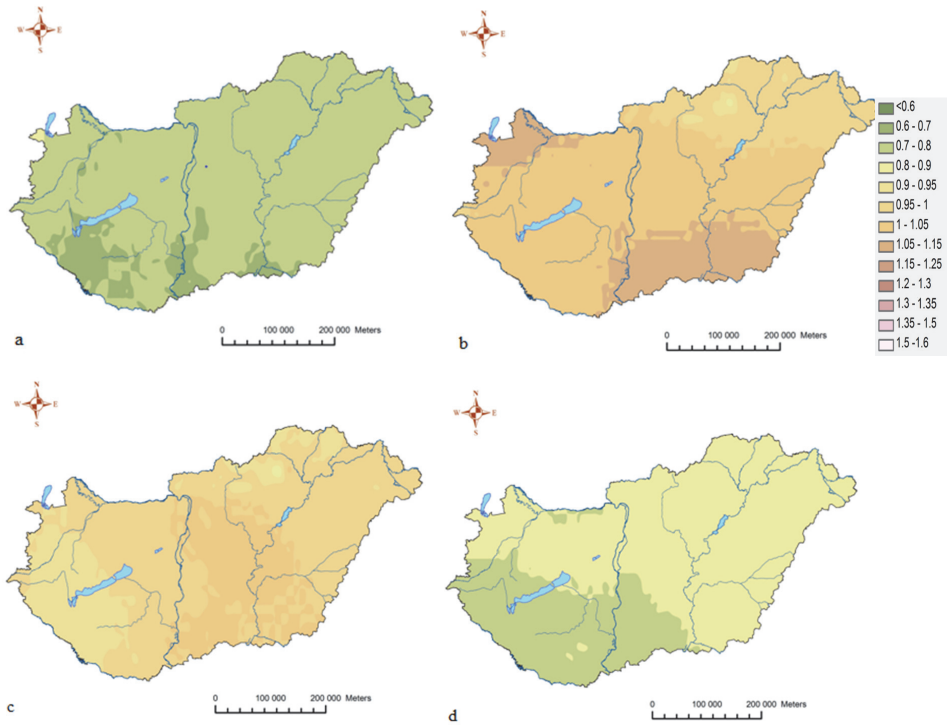 N
W E
S
a
0 100 000 200 000 Meters
N
W E
S
b
0 100 000 200 000 Meters
<0.6
0.6 - 0.7
0.7 - 0.8
0.8 - 0.9
0.9 - 0.95
0.95 - 1
1 - 1.05
1.05 - 1.15
1.15 - 1.25
1.2 - 1.3
1.3 - 1.35
1.35 - 1.5
1.5 -1.6
N
W E
S
c
0 100 000 200 000 Meters
N
W E
S
d
0 100 000 200 000 Meters